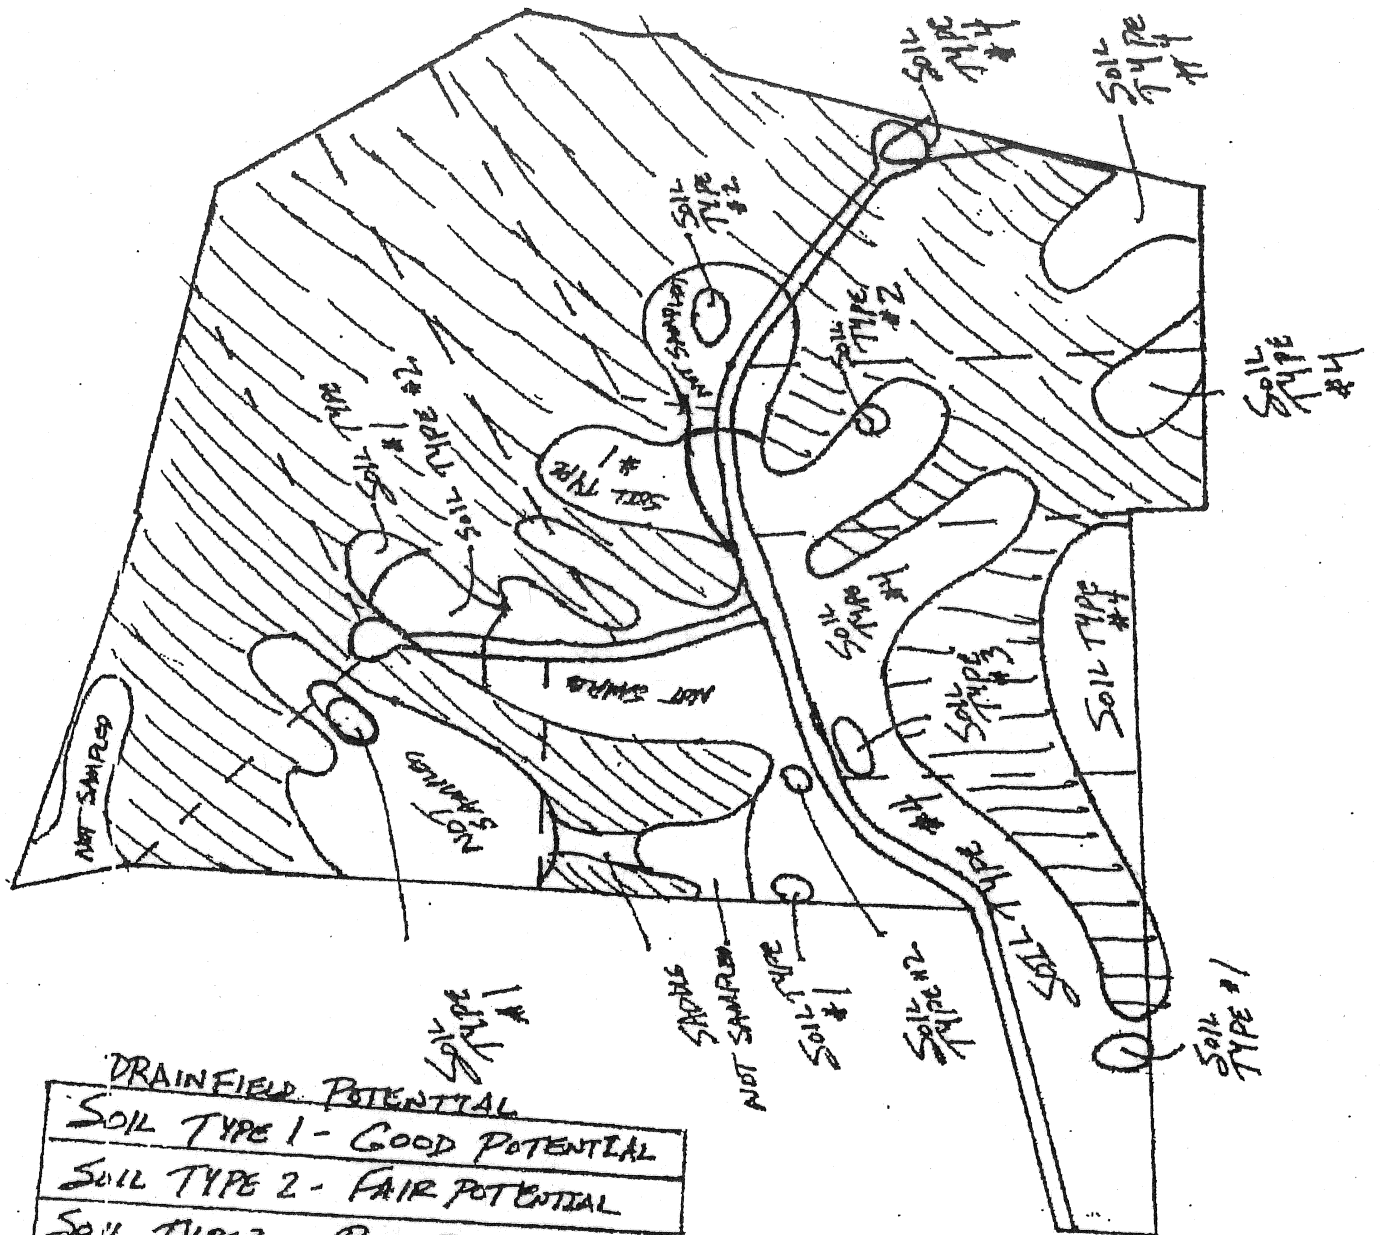 SOIL
TYPE
#4
SOIL
TYPE
#4
SOIL
TYPE
#2
NOT SAMPLED
SOIL
TYPE
#2
SOIL
TYPE
#4
SOIL TYPE
#1
SOIL TYPE #2
SOIL TYPE
#1
SOIL
TYPE
#4
SOIL TYPE
#4
SOIL
TYPE
#3
NOT SAMPLED
NOT SAMPLED
NOT
SAMPLED
SOIL TYPE #4
SOIL
TYPE
#1
NOT SAMPLED
SOIL TYPE
#1
SOIL
TYPE #2
SOIL
TYPE #1
DRAINFIELD POTENTIAL
SOIL TYPE 1 - GOOD POTENTIAL
SOIL TYPE 2 - FAIR POTENTIAL